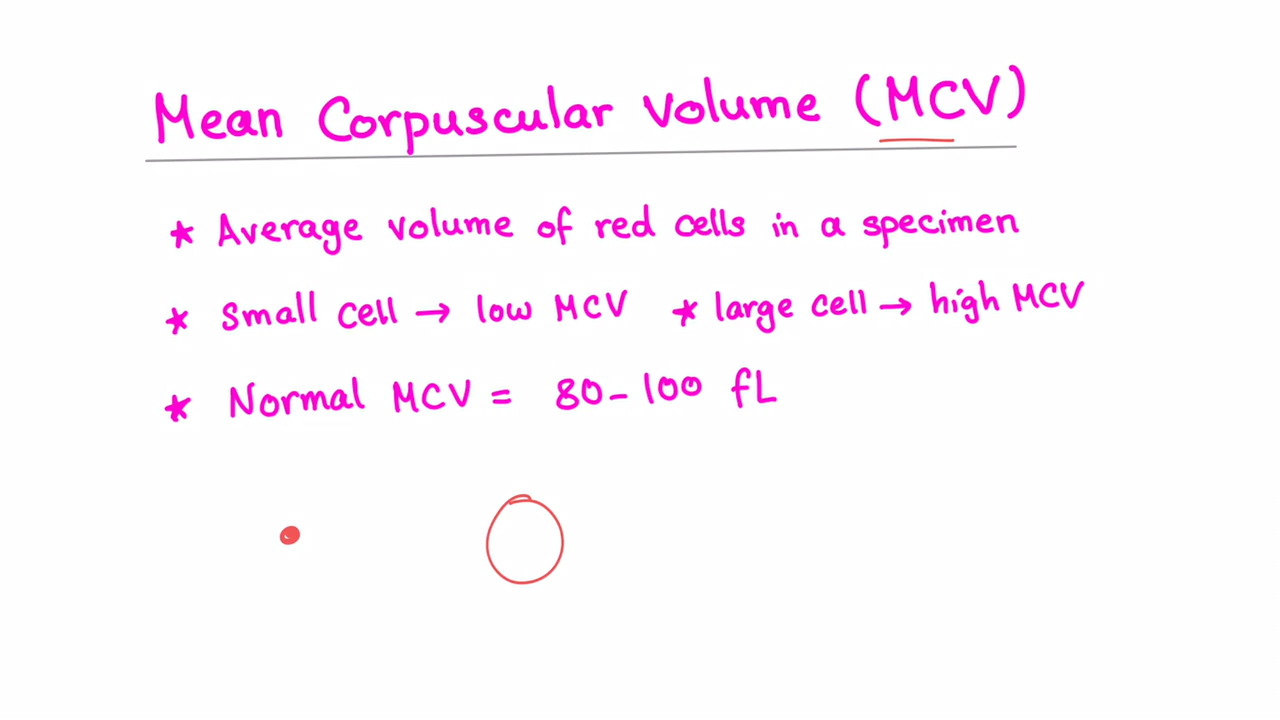 Mean Corpuscular Volume (MCV)
* Average volume of red cells in a specimen
* Small cell → low MCV * large cell → high MCV
* Normal MCV = 80-100 fL